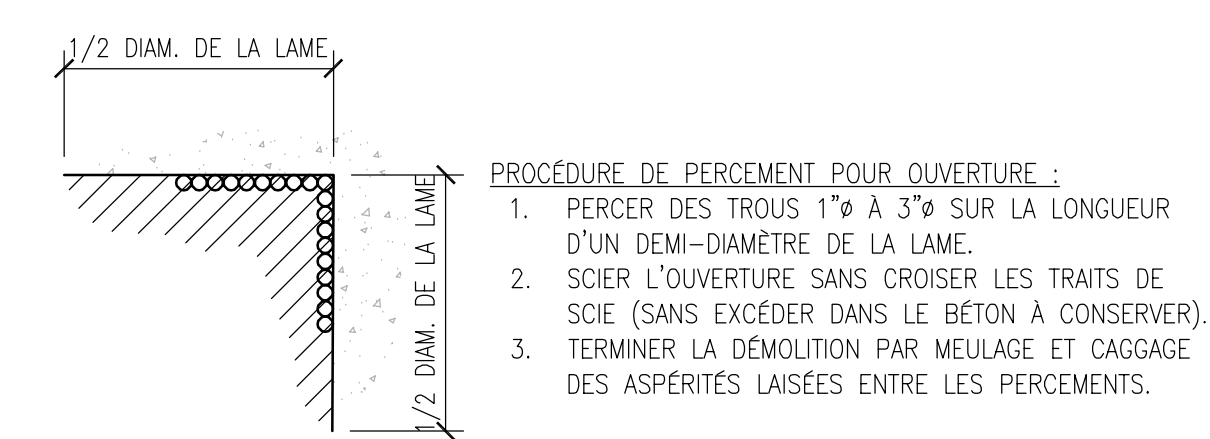 1/2 DIAM. DE LA LAME
1/2 DIAM. DE LA LAME
PROCÉDURE DE PERCEMENT POUR OUVERTURE :
1. PERCER DES TROUS 1"ø À 3"ø SUR LA LONGUEUR
D'UN DEMI-DIAMÈTRE DE LA LAME.
2. SCIER L'OUVERTURE SANS CROISER LES TRAITS DE
SCIE (SANS EXCÉDER DANS LE BÉTON À CONSERVER).
3. TERMINER LA DÉMOLITION PAR MEULAGE ET CAGGAGE
DES ASPÉRITÉS LAISÉES ENTRE LES PERCEMENTS.